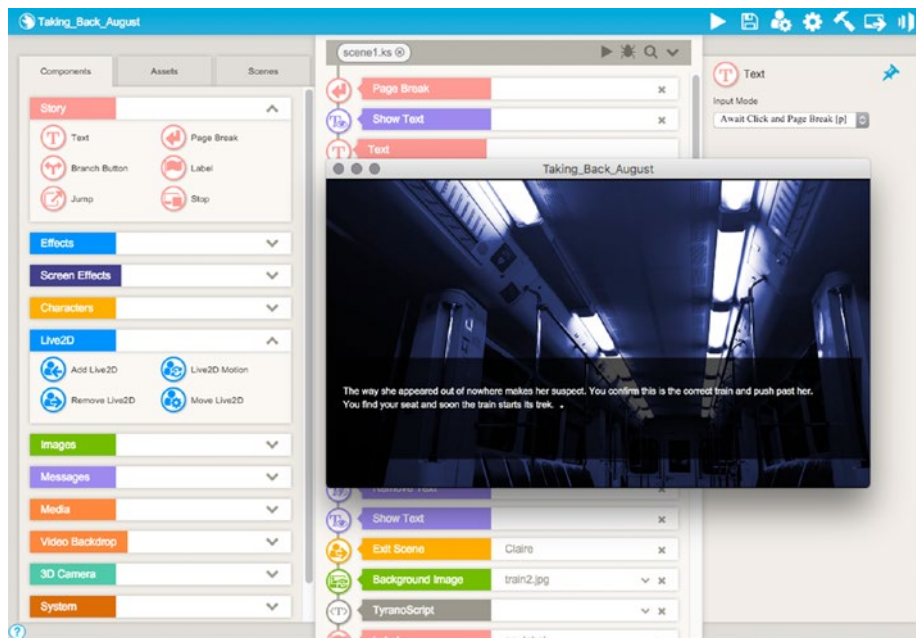 Taking_Back_August
Components
Assets
Scenes
Story
Text
Page Break
Branch Button
Label
Jump
Stop
Effects
Screen Effects
Characters
Live2D
Add Live2D
Live2D Motion
Remove Live2D
Move Live2D
Images
Messages
Media
Video Backdrop
3D Camera
System
scene1.ks
Page Break
Show Text
Text
Taking_Back_August
The way she appeared out of nowhere makes her suspect. You confirm this is the correct train and push past her.
You find your seat and soon the train starts its trek.
Remove Text
Show Text
Exit Scene Claire
Background Image train2.jpg
TyranoScript
Text
Input Mode
Await Click and Page Break [p]